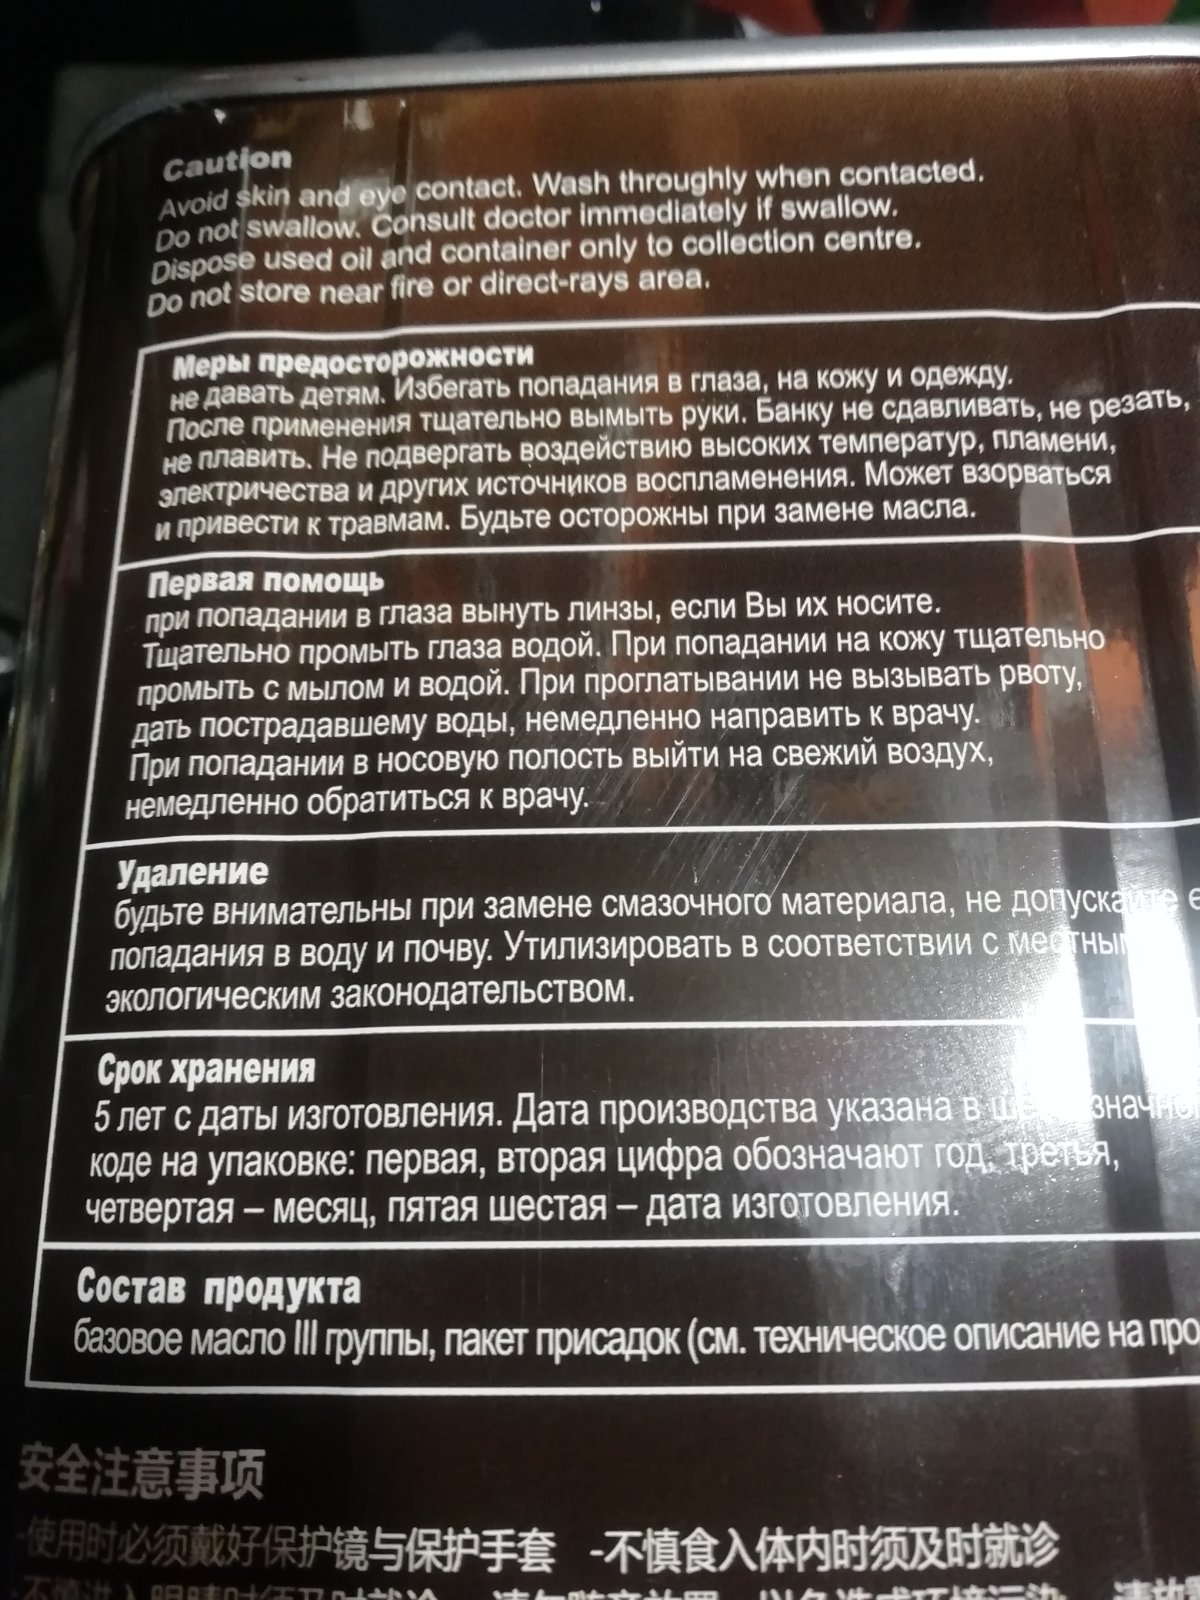 Caution
Avoid skin and eye contact. Wash throughly when contacted.
Do not swallow. Consult doctor immediately if swallow.
Dispose used oil and container only to collection centre.
Do not store near fire or direct-rays area.
Меры предосторожности
не давать детям. Избегать попадания в глаза, на кожу и одежду.
После применения тщательно вымыть руки. Банку не сдавливать, не резать,
не плавить. Не подвергать воздействию высоких температур, пламени,
электричества и других источников воспламенения. Может взорваться
и привести к травмам. Будьте осторожны при замене масла.
Первая помощь
при попадании в глаза вынуть линзы, если Вы их носите.
Тщательно промыть глаза водой. При попадании на кожу тщательно
промыть с мылом и водой. При проглатывании не вызывать рвоту,
дать пострадавшему воды, немедленно направить к врачу.
При попадании в носовую полость выйти на свежий воздух,
немедленно обратиться к врачу.
Удаление
будьте внимательны при замене смазочного материала, не допускайте
попадания в воду и почву. Утилизировать в соответствии с
экологическим законодательством.
Срок хранения
5 лет с даты изготовления. Дата производства указана в
коде на упаковке: первая, вторая цифра обозначают год, третья,
четвертая – месяц, пятая шестая – дата изготовления.
Состав продукта
базовое масло III группы, пакет присадок (см. техническое описание на
安全注意事项
-使用时必须戴好保护镜与保护手套 -不慎食入体内时须及时就诊